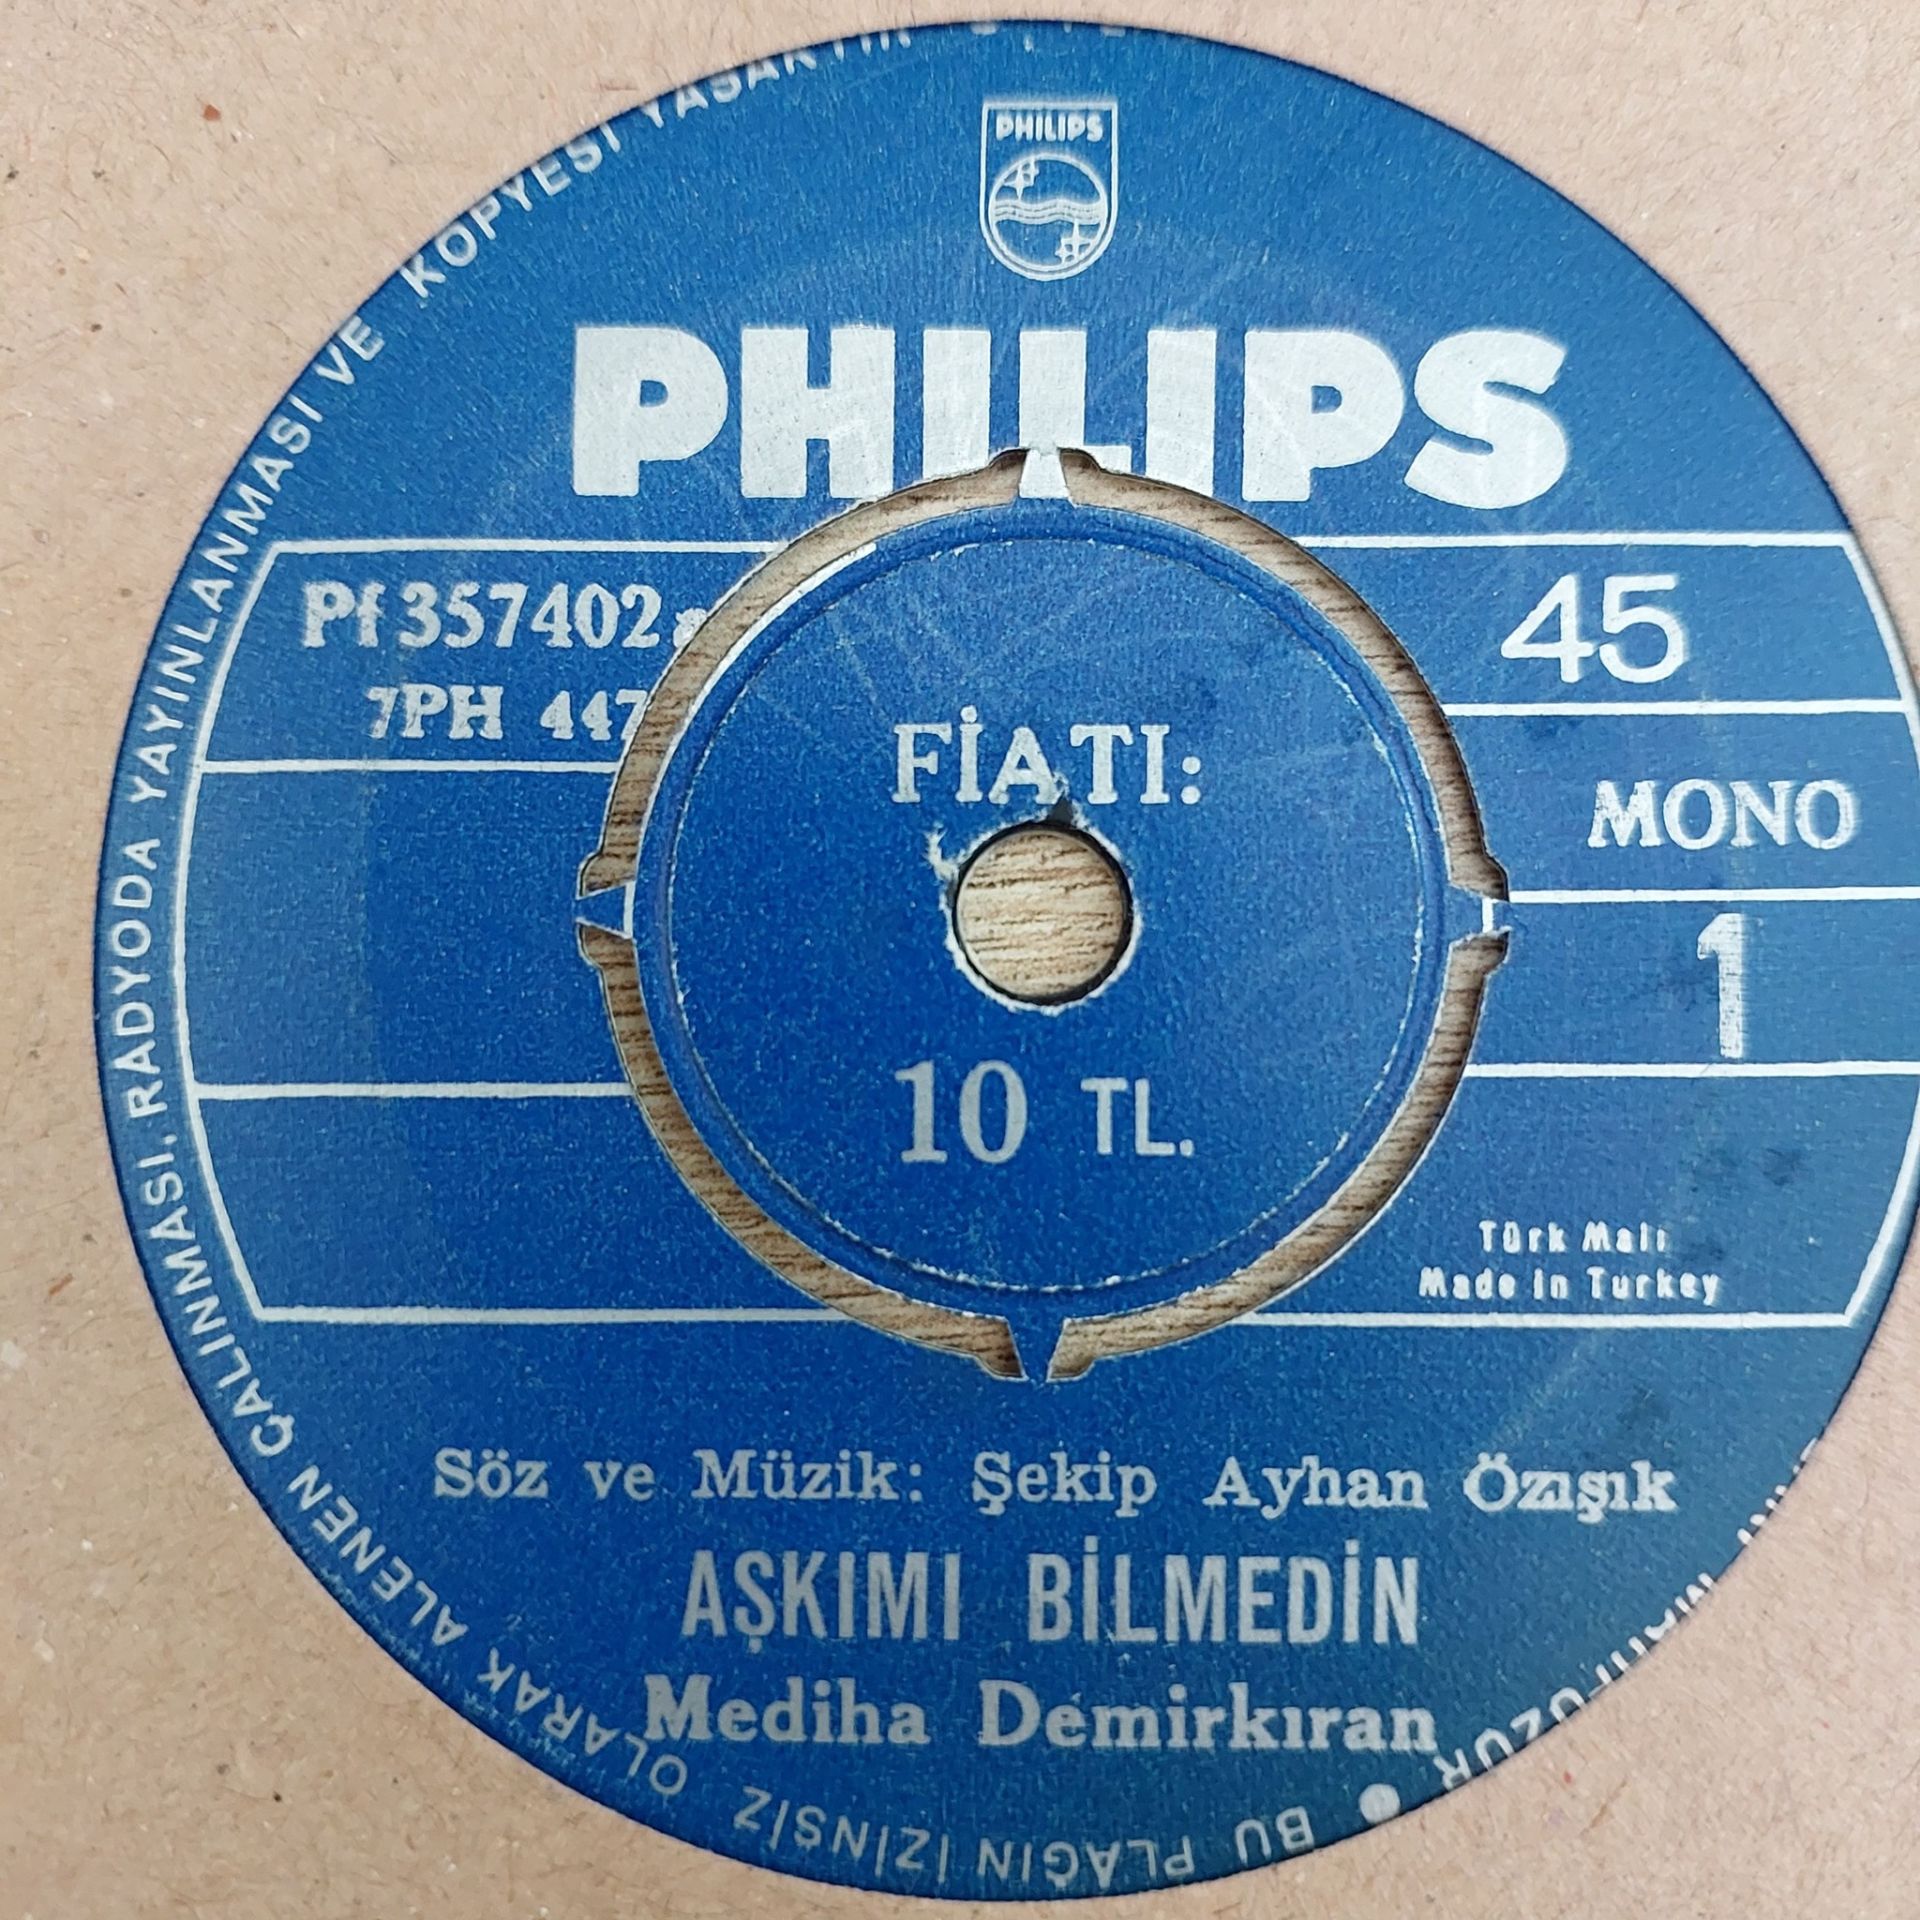 PHILIPS
PHILIPS
Pf 357402
45
7PH 447
FİATI:
MONO
1
10 TL.
Türk Malı
Made in Turkey
Söz ve Müzik: Şekip Ayhan Özışık
AŞKIMI BİLMEDİN
Mediha Demirkıran
● BU PLAĞIN İZİNSİZ OLARAK ALENEN ÇALINMASI. RADYODA YAYINLANMASI VE KOPYESİ YASAKTIR
MAHFUZUR